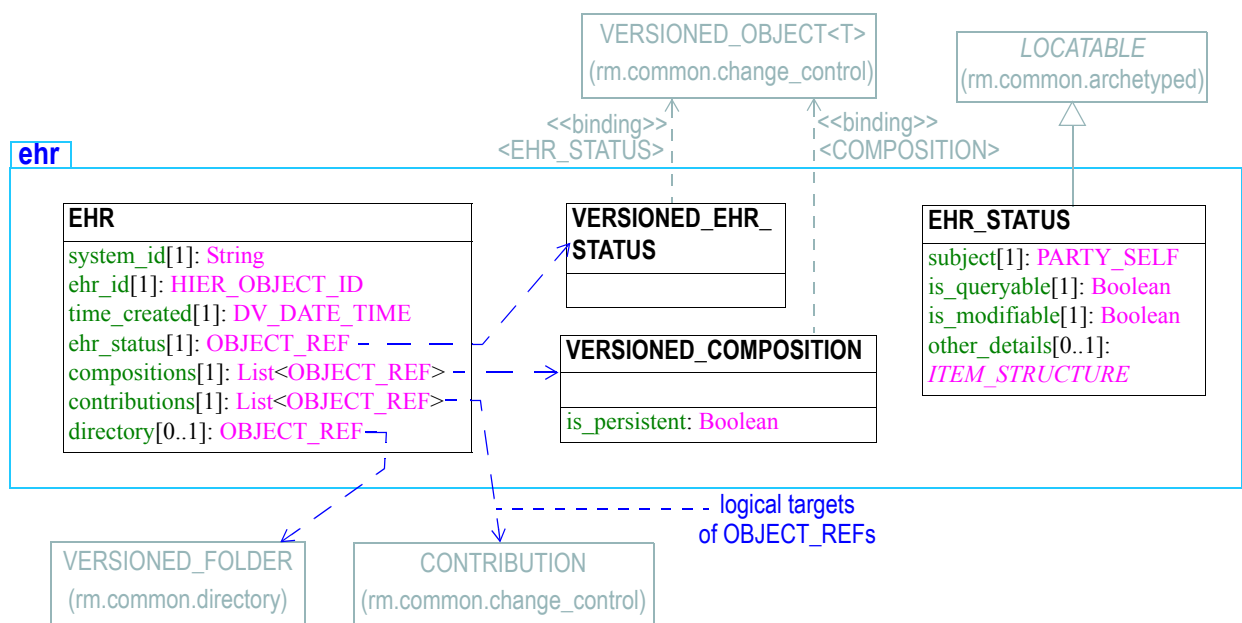 VERSIONED_OBJECT<T>
(rm.common.change_control)
LOCATABLE
(rm.common.archetyped)
<<binding>>
<EHR_STATUS>
<<binding>>
<COMPOSITION>
ehr
EHR
system_id[1]: String
ehr_id[1]: HIER_OBJECT_ID
time_created[1]: DV_DATE_TIME
ehr_status[1]: OBJECT_REF
compositions[1]: List<OBJECT_REF>
contributions[1]: List<OBJECT_REF>
directory[0..1]: OBJECT_REF
VERSIONED_EHR_
STATUS
VERSIONED_COMPOSITION
is_persistent: Boolean
EHR_STATUS
subject[1]: PARTY_SELF
is_queryable[1]: Boolean
is_modifiable[1]: Boolean
other_details[0..1]:
ITEM_STRUCTURE
logical targets
of OBJECT_REFs
VERSIONED_FOLDER
(rm.common.directory)
CONTRIBUTION
(rm.common.change_control)